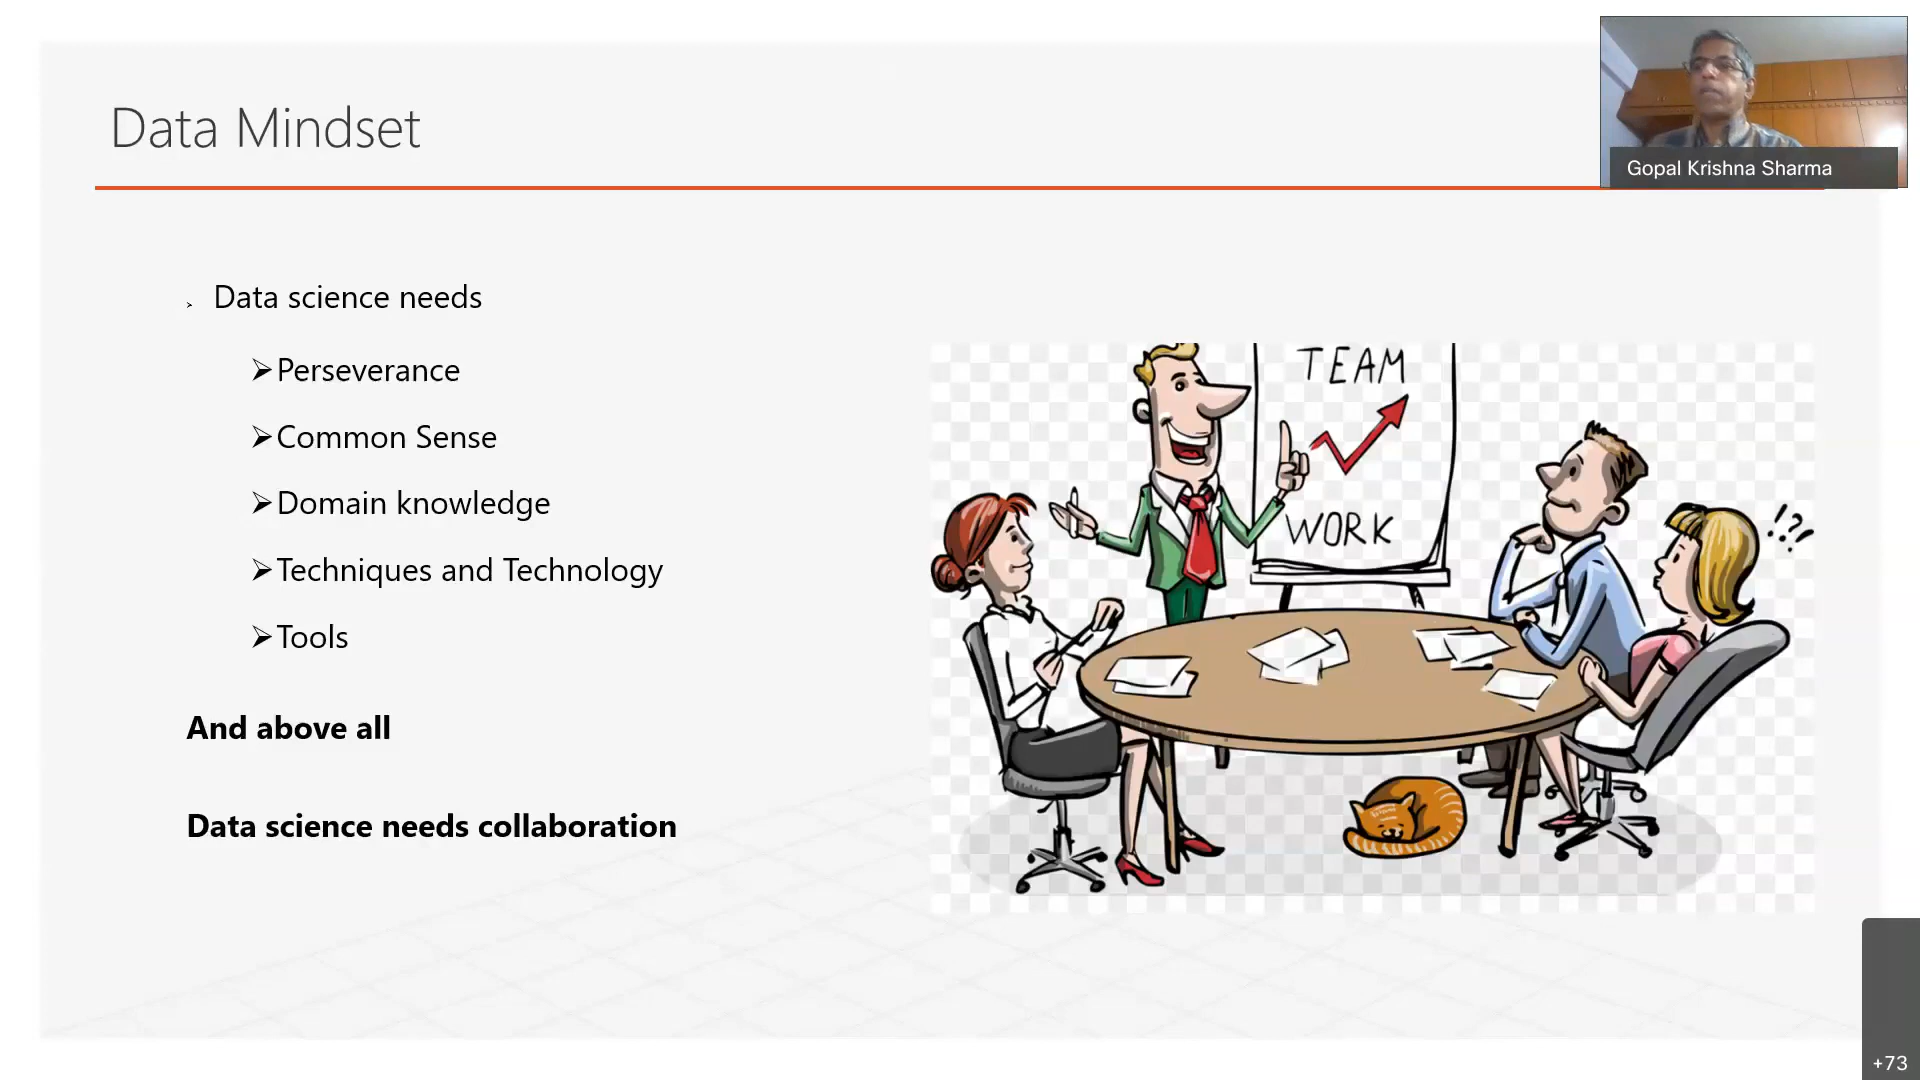 Data Mindset
Gopal Krishna Sharma
Data science needs
Perseverance
Common Sense
Domain knowledge
Techniques and Technology
Tools
And above all
Data science needs collaboration
TEAM
WORK
!?
+73